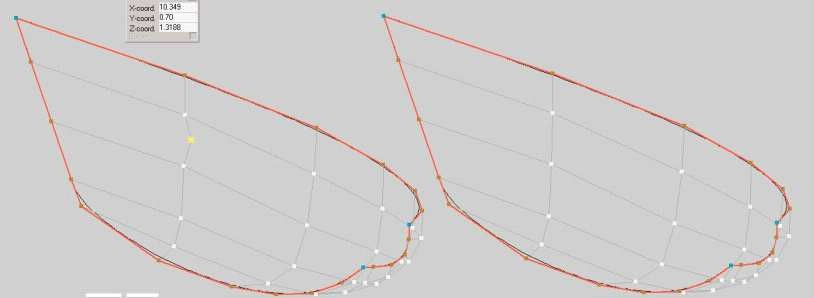 X-coord. 10.349
Y-coord. 0.70
Z-coord. 1.3188